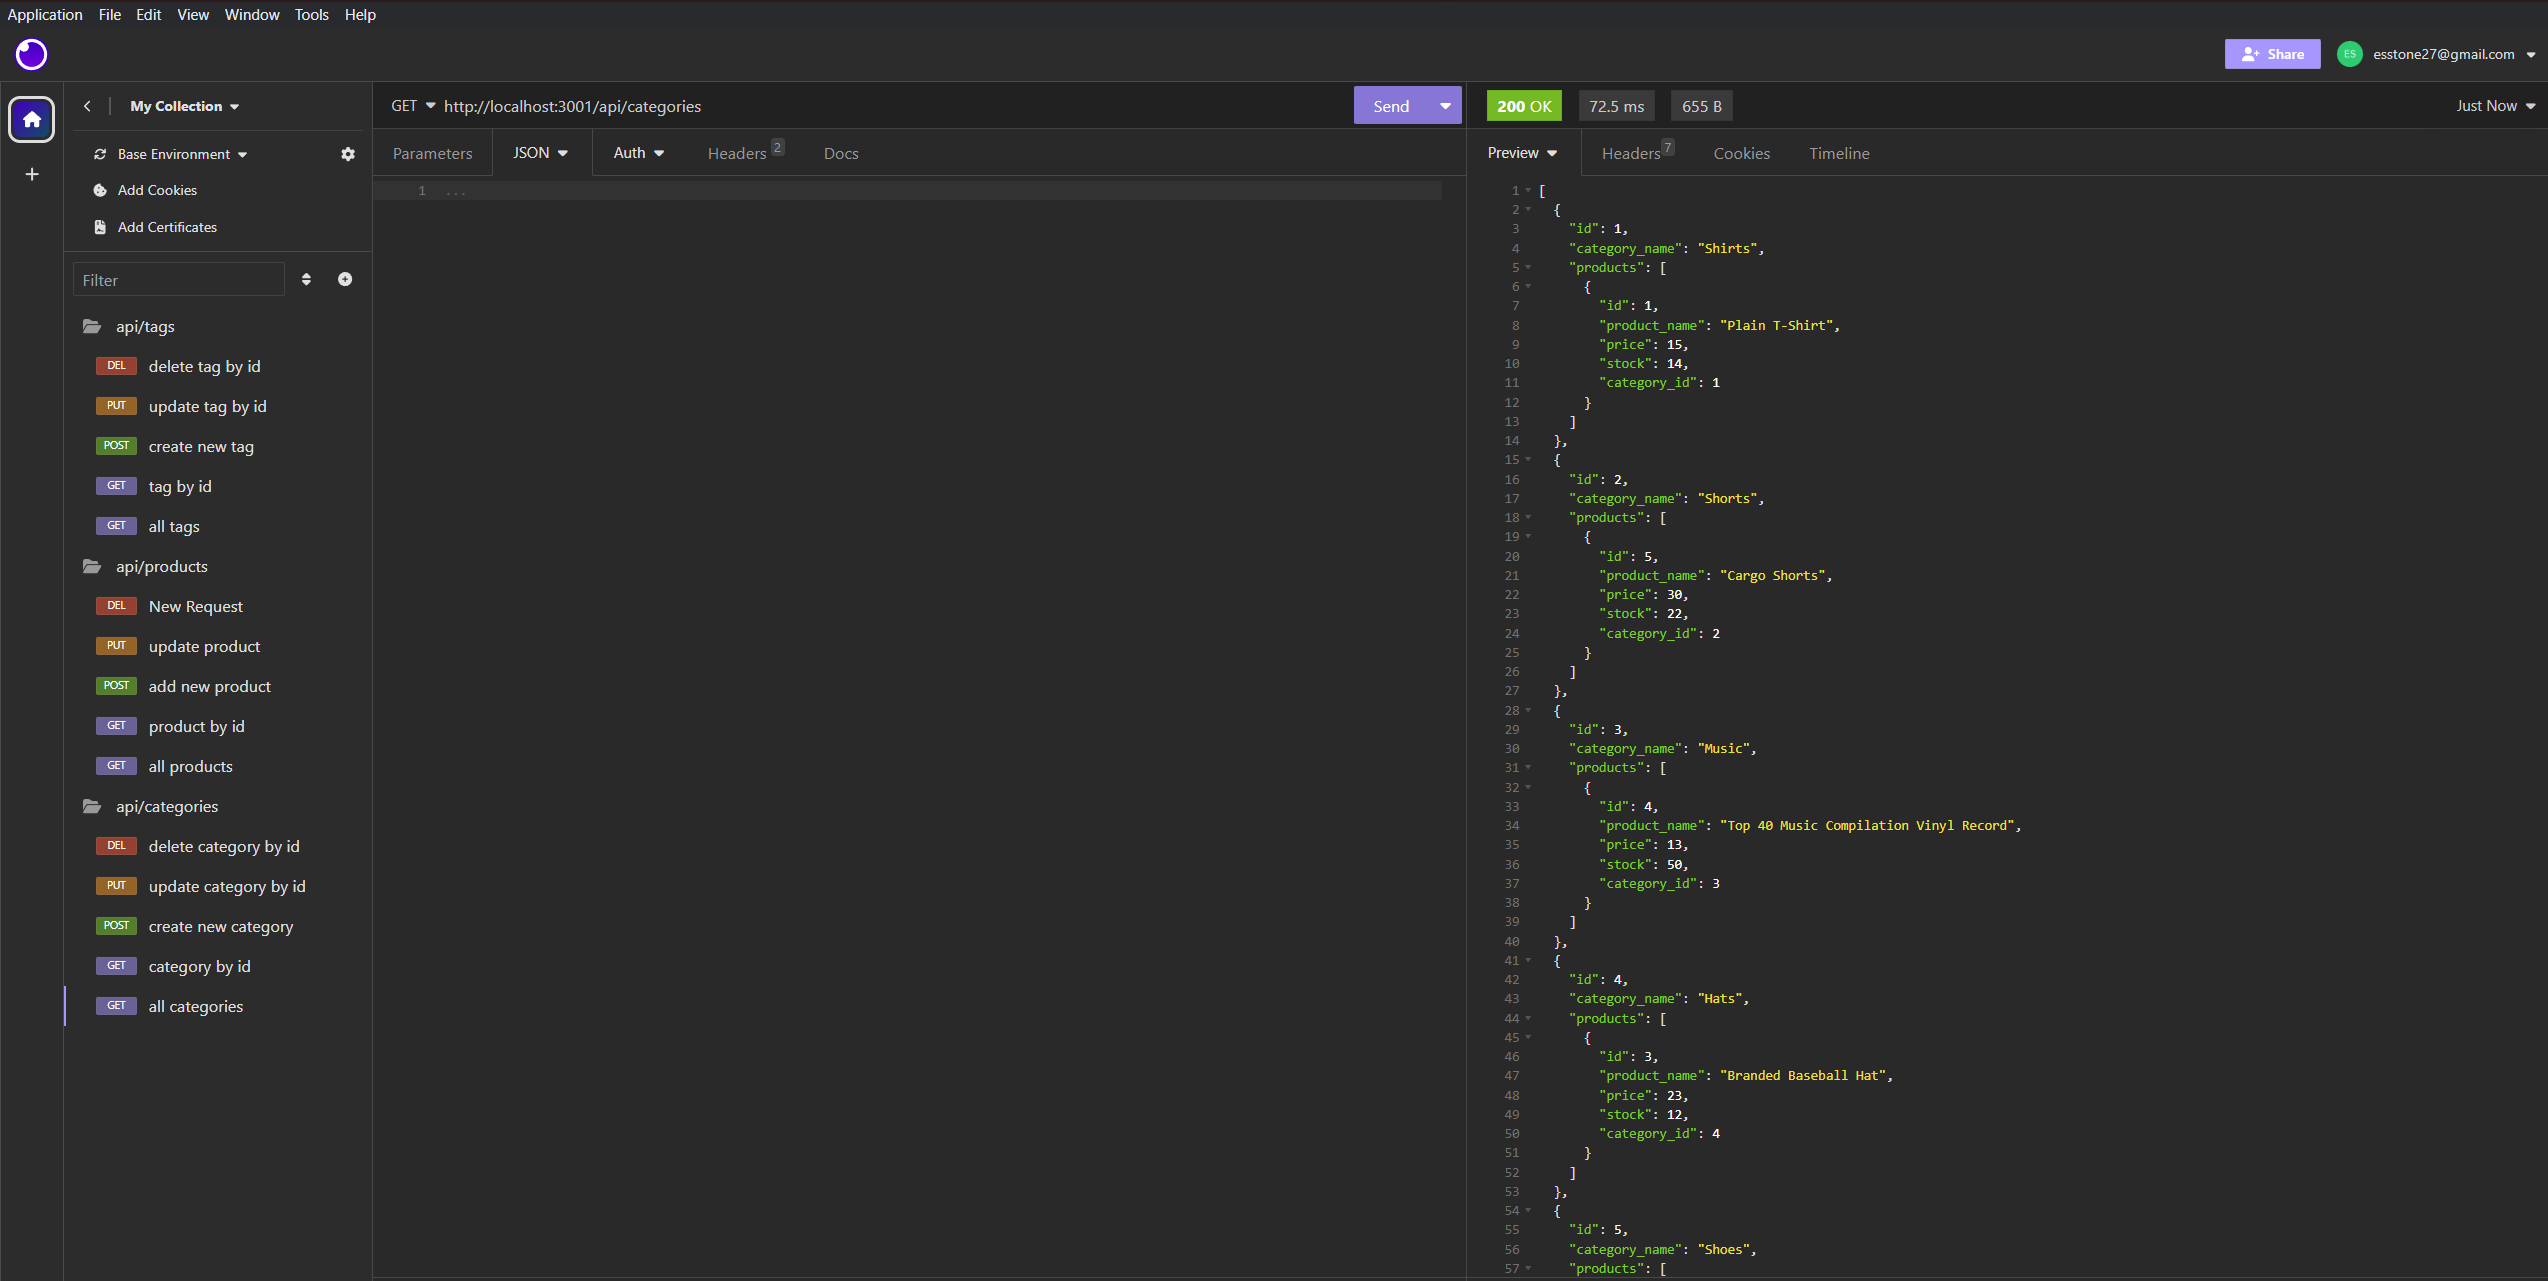 Application File Edit View Window Tools Help
Share ES esstone27@gmail.com
My Collection
Base Environment
Add Cookies
Add Certificates
Filter
api/tags
DEL delete tag by id
PUT update tag by id
POST create new tag
GET tag by id
GET all tags
api/products
DEL New Request
PUT update product
POST add new product
GET product by id
GET all products
api/categories
DEL delete category by id
PUT update category by id
POST create new category
GET category by id
GET all categories
GET http://localhost:3001/api/categories Send
Parameters JSON Auth Headers 2 Docs
1 ...
200 OK 72.5 ms 655 B Just Now
Preview Headers 7 Cookies Timeline
1 [
2 {
3 "id": 1,
4 "category_name": "Shirts",
5 "products": [
6 {
7 "id": 1,
8 "product_name": "Plain T-Shirt",
9 "price": 15,
10 "stock": 14,
11 "category_id": 1
12 }
13 ]
14 },
15 {
16 "id": 2,
17 "category_name": "Shorts",
18 "products": [
19 {
20 "id": 5,
21 "product_name": "Cargo Shorts",
22 "price": 30,
23 "stock": 22,
24 "category_id": 2
25 }
26 ]
27 },
28 {
29 "id": 3,
30 "category_name": "Music",
31 "products": [
32 {
33 "id": 4,
34 "product_name": "Top 40 Music Compilation Vinyl Record",
35 "price": 13,
36 "stock": 50,
37 "category_id": 3
38 }
39 ]
40 },
41 {
42 "id": 4,
43 "category_name": "Hats",
44 "products": [
45 {
46 "id": 3,
47 "product_name": "Branded Baseball Hat",
48 "price": 23,
49 "stock": 12,
50 "category_id": 4
51 }
52 ]
53 },
54 {
55 "id": 5,
56 "category_name": "Shoes",
57 "products": [